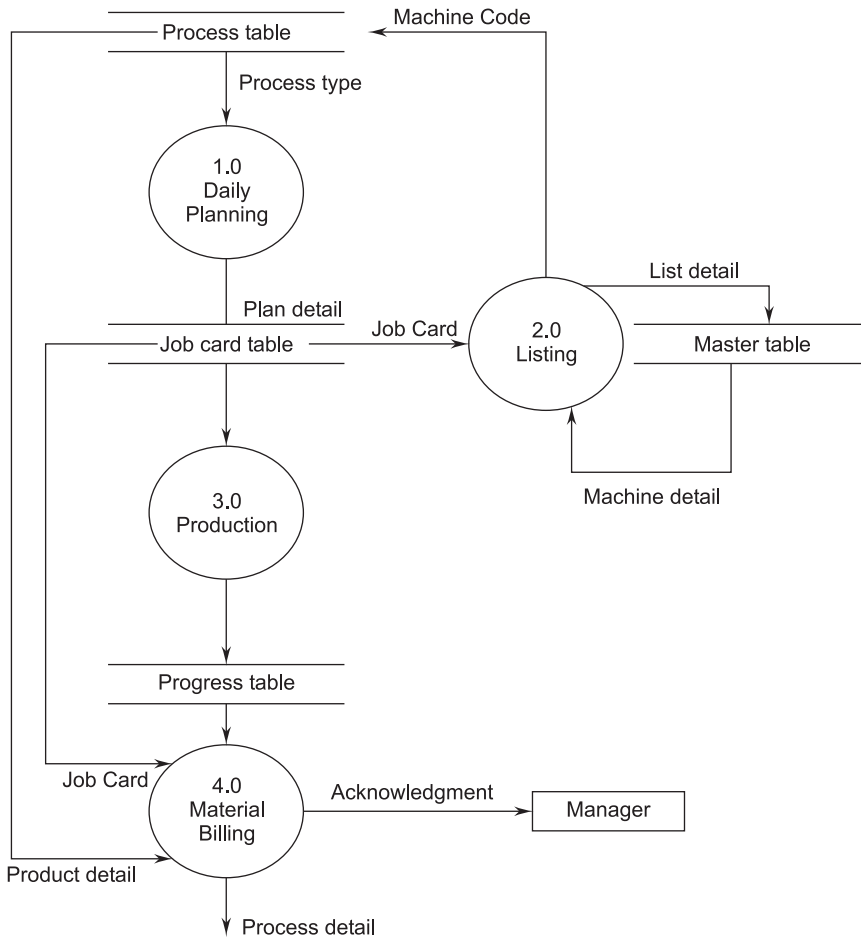 Machine Code
Process table
Process type
1.0
Daily
Planning
List detail
Plan detail
Job Card
2.0
Listing
Job card table
Master table
Machine detail
3.0
Production
Progress table
Job Card
4.0
Material
Billing
Acknowledgment
Manager
Product detail
Process detail